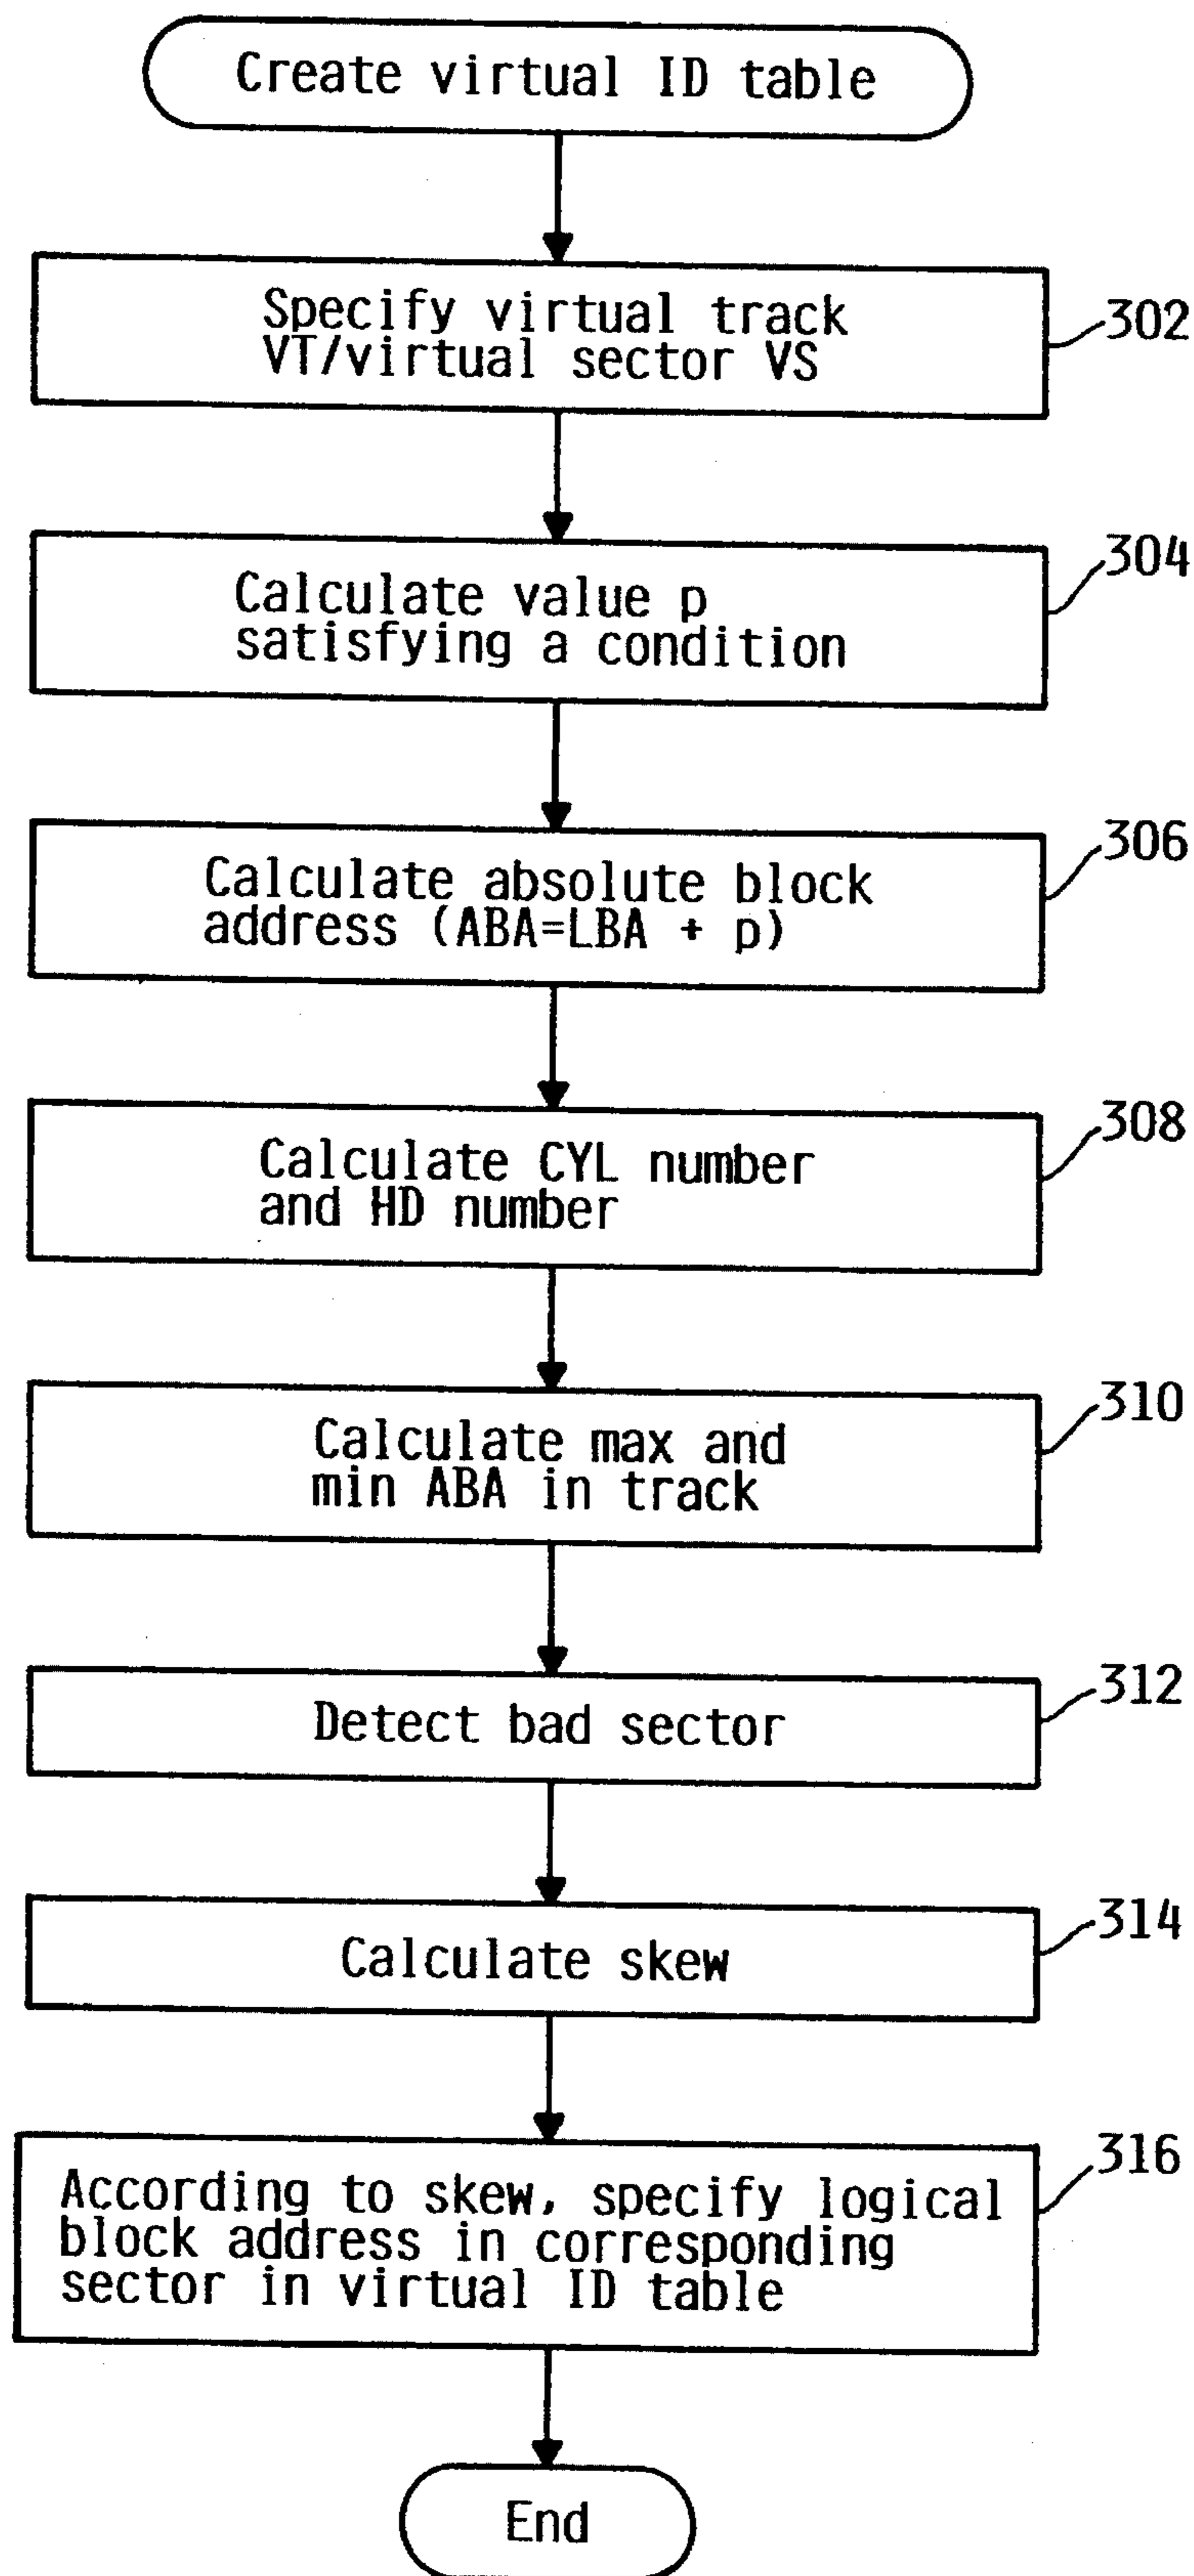 Create virtual ID table
Specify virtual track
VT/virtual sector VS
302
Calculate value p
satisfying a condition
304
Calculate absolute block
address (ABA=LBA + p)
306
Calculate CYL number
and HD number
308
Calculate max and
min ABA in track
310
Detect bad sector
312
Calculate skew
314
According to skew, specify logical
block address in corresponding
sector in virtual ID table
316
End